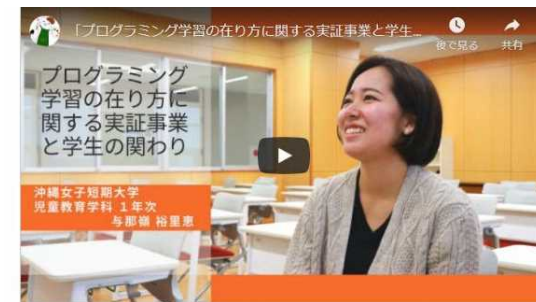 「プログラミング学習の在り方に関する実証事業と学生...
後で見る
共有
プログラミング
学習の在り方に
関する実証事業
と学生の関わり
沖縄女子短期大学
児童教育学科 1年次
与那嶺 裕里恵